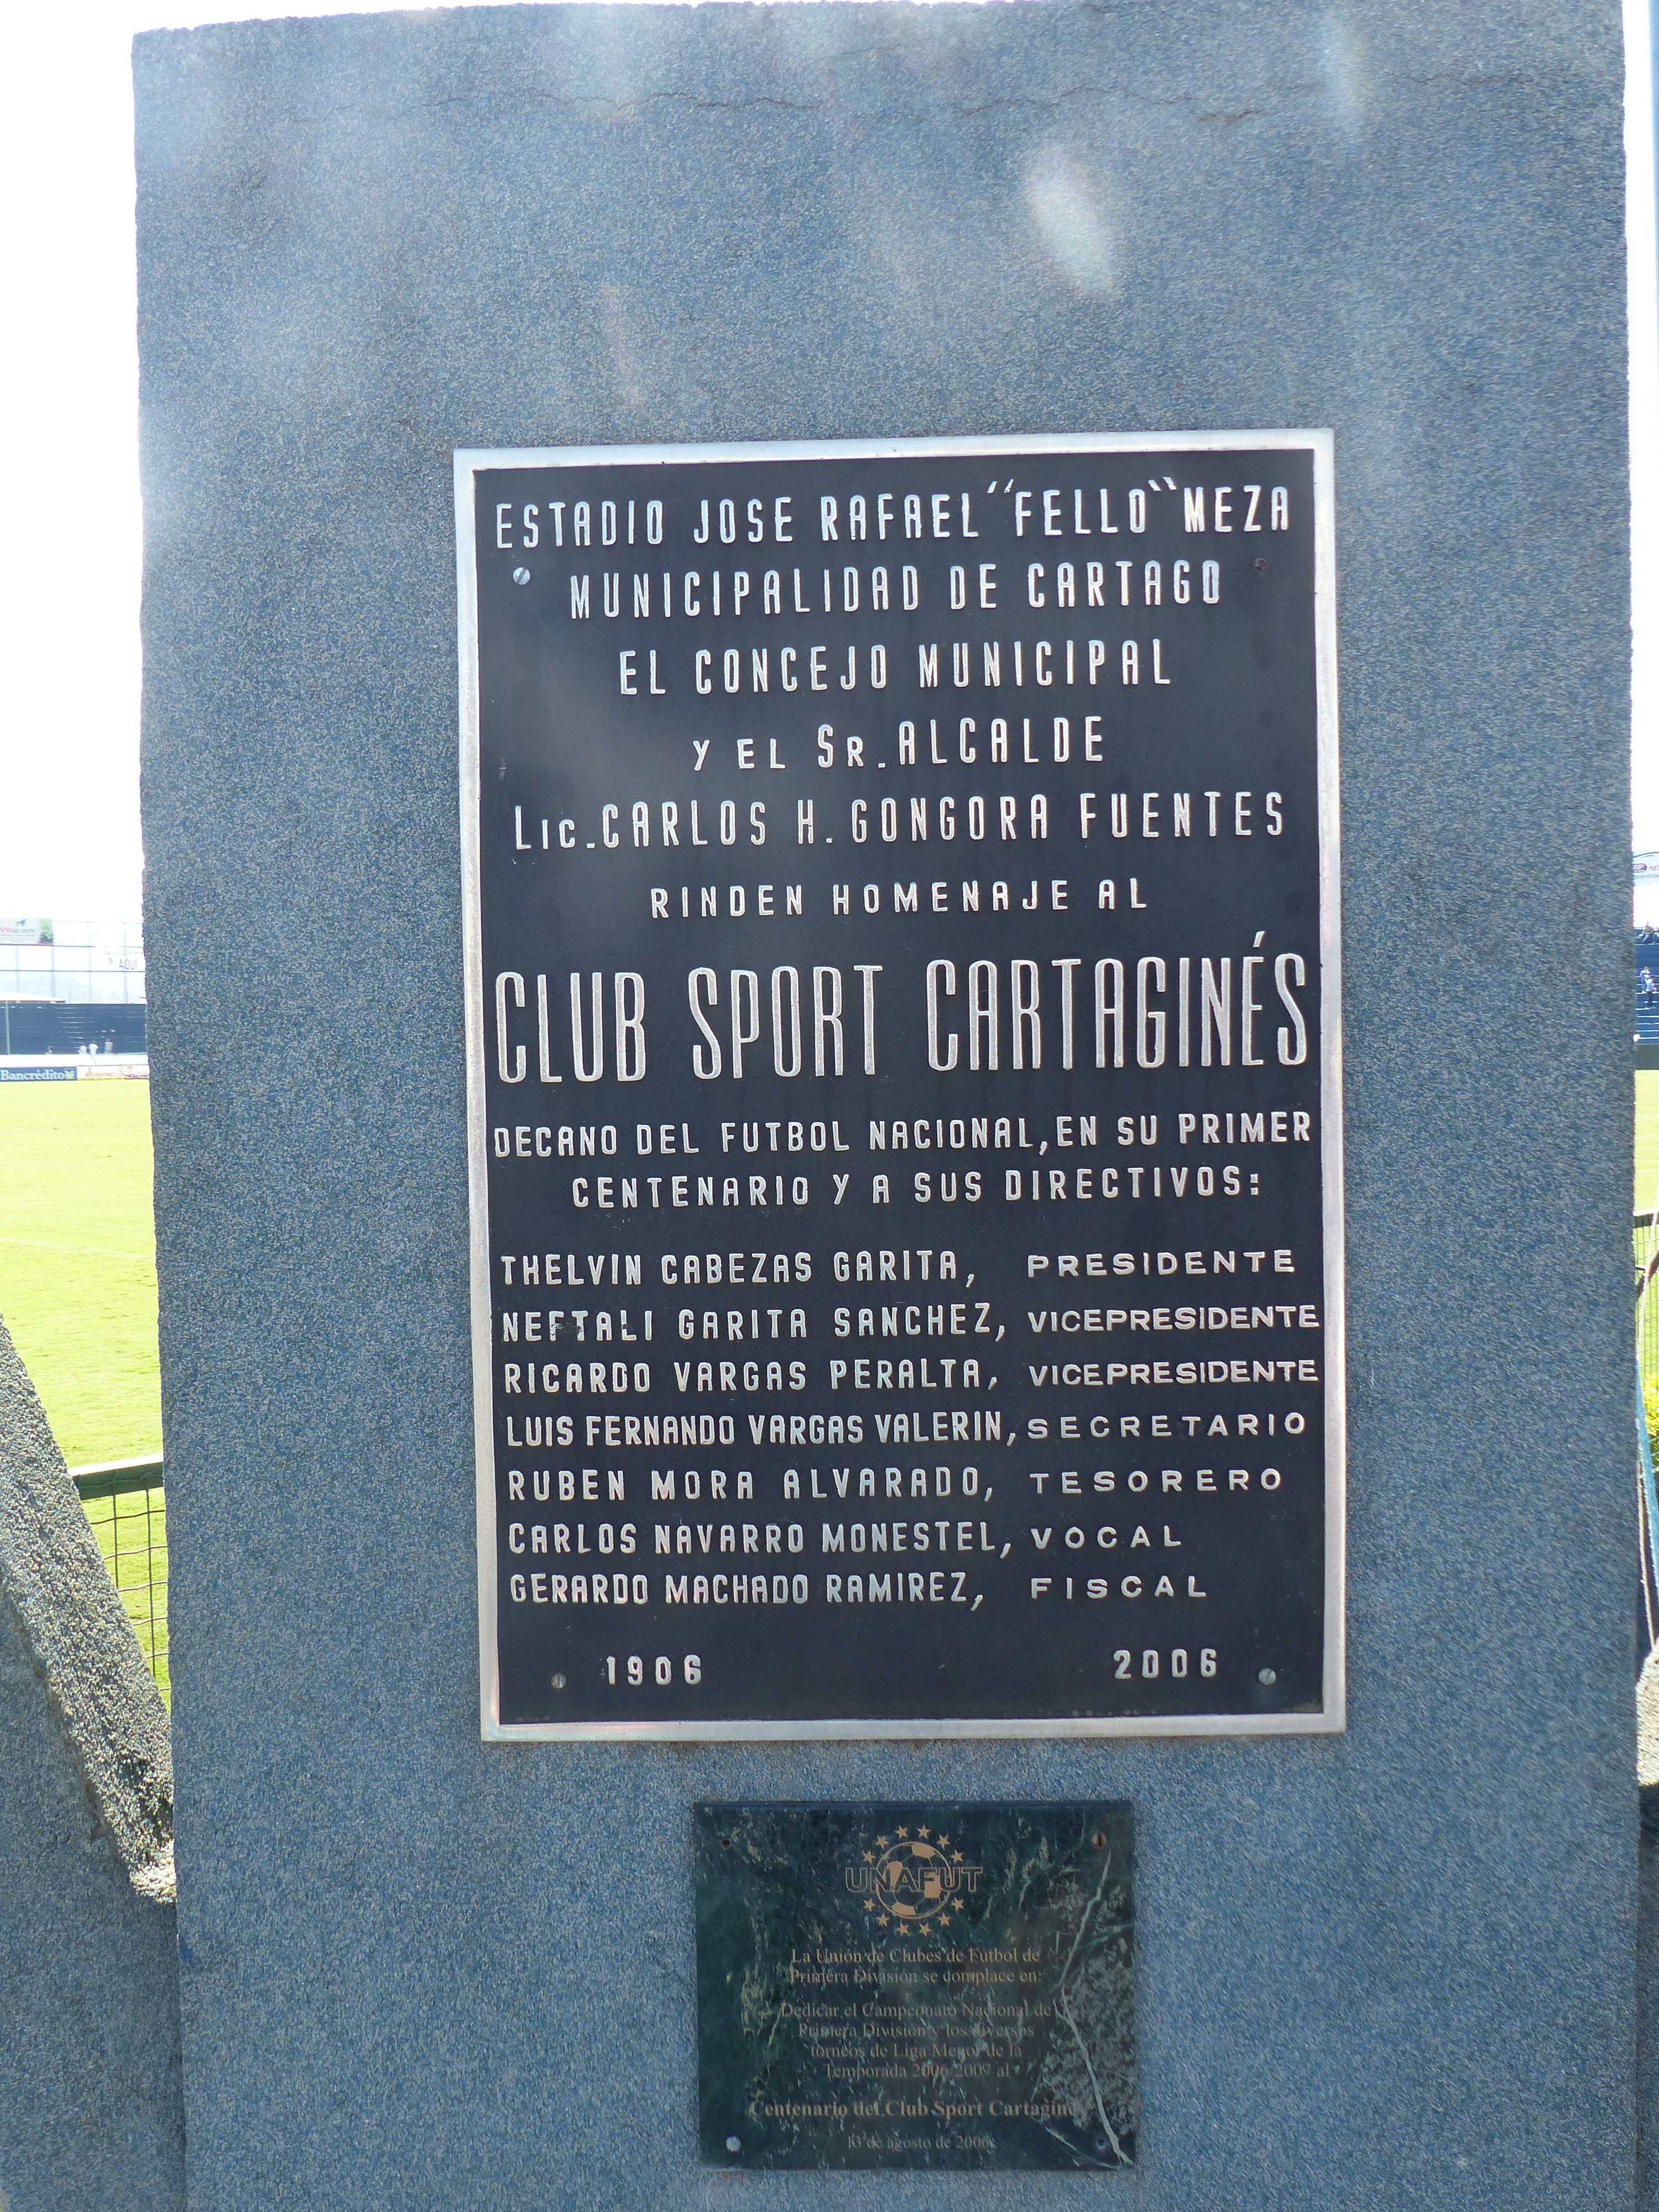 ESTADIO JOSE RAFAEL "FELLO" MEZA
MUNICIPALIDAD DE CARTAGO
EL CONCEJO MUNICIPAL
Y EL Sr. ALCALDE
Lic. CARLOS H. GONGORA FUENTES
RINDEN HOMENAJE AL
CLUB SPORT CARTAGINÉS
DECANO DEL FUTBOL NACIONAL, EN SU PRIMER
CENTENARIO Y A SUS DIRECTIVOS:
THELVIN CABEZAS GARITA, PRESIDENTE
NEFTALI GARITA SANCHEZ, VICEPRESIDENTE
RICARDO VARGAS PERALTA, VICEPRESIDENTE
LUIS FERNANDO VARGAS VALERIN, SECRETARIO
RUBEN MORA ALVARADO, TESORERO
CARLOS NAVARRO MONESTEL, VOCAL
GERARDO MACHADO RAMIREZ, FISCAL
1906 2006
UNAFUT
La Unión de Clubes de Futbol de
Primera División se domplace en:
Dedicar el Campeonato Nacional de
Primera División y los diversos
torneos de Liga Menor de la
Temporada 2006/2007 al
Centenario del Club Sport Cartaginés
13 de agosto de 2006
Bancrédito
AQUI